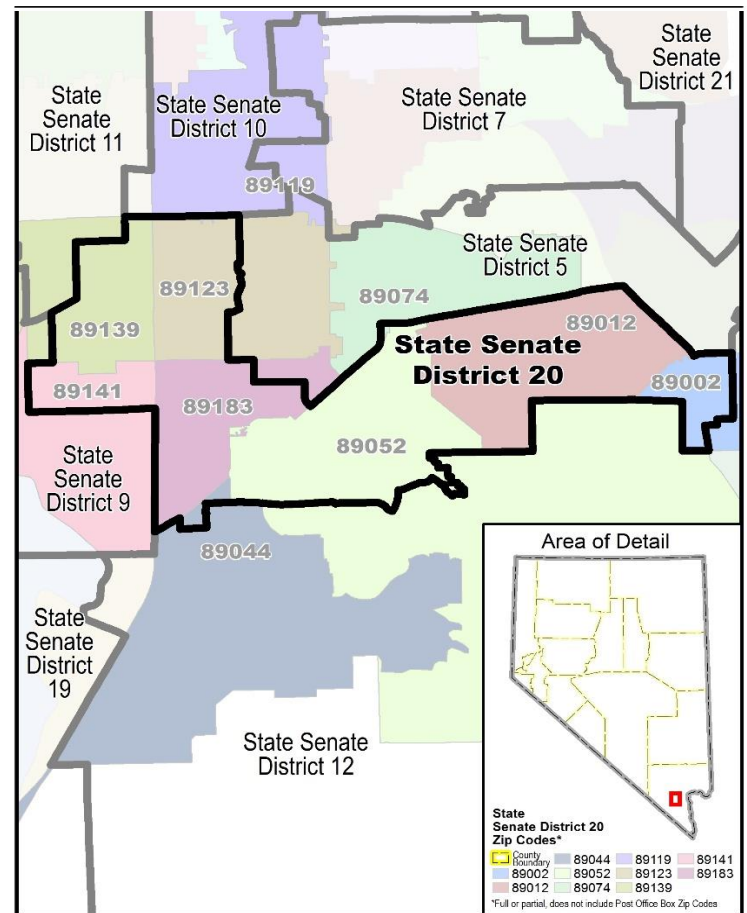 State
Senate
District 21
State
Senate
District 11
State Senate
District 10
State Senate
District 7
89119
State Senate
District 5
89123
89074
89139
89012
State Senate
District 20
89141
89183
89002
89052
State
Senate
District 9
89044
State
Senate
District
19
State Senate
District 12
Area of Detail
State
Senate District 20
Zip Codes*
County
Boundary
89044
89119
89141
89002
89052
89123
89183
89012
89074
89139
*Full or partial, does not include Post Office Box Zip Codes